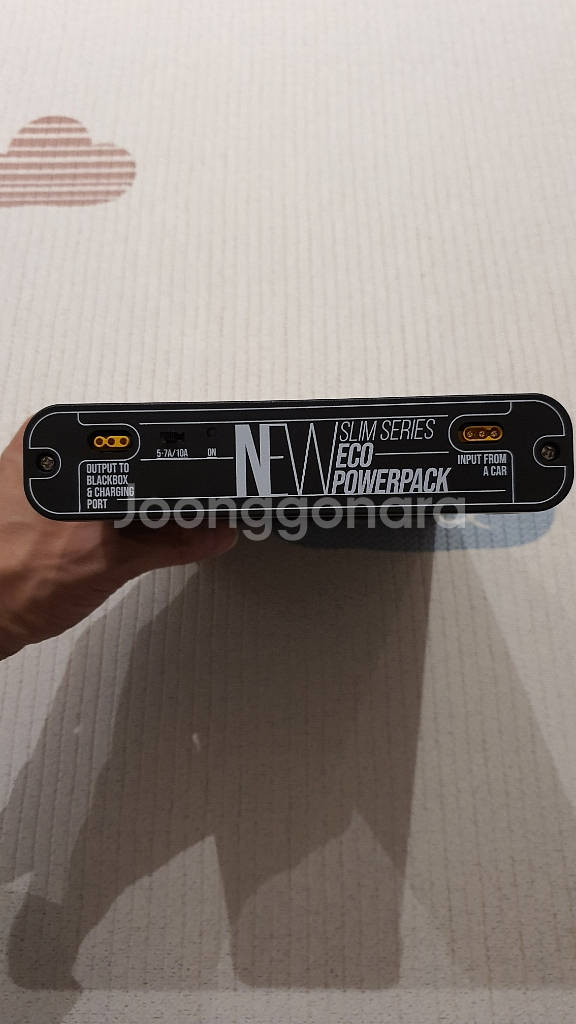 NEW
SLIM SERIES
ECO
POWERPACK
5·7A/10A
ON
OUTPUT TO
BLACKBOX
& CHARGING
PORT
INPUT FROM
A CAR
Joonggonara